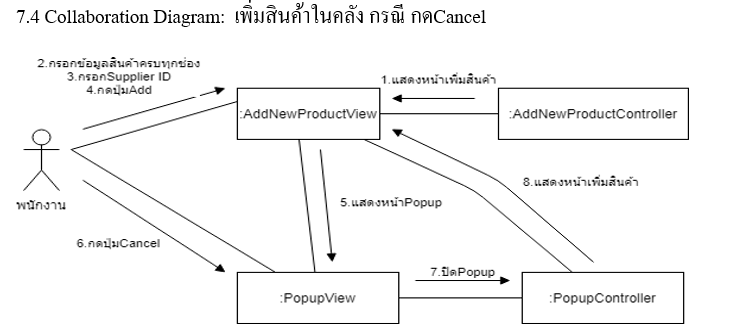 7.4 Collaboration Diagram: เพิ่มสินค้าในคลัง กรณี กดCancel
2.กรอกข้อมูลสินค้าครบทุกช่อง
3.กรอกSupplier ID
4.กดปุ่มAdd
1.แสดงหน้าเพิ่มสินค้า
:AddNewProductView
:AddNewProductController
พนักงาน
5.แสดงหน้าPopup
8.แสดงหน้าเพิ่มสินค้า
6.กดปุ่มCancel
7.ปิดPopup
:PopupView
:PopupController